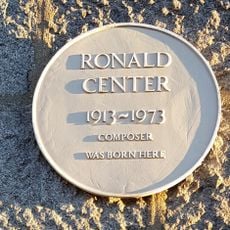 RONALD
CENTER
1913~1973
COMPOSER
WAS BORN HERE